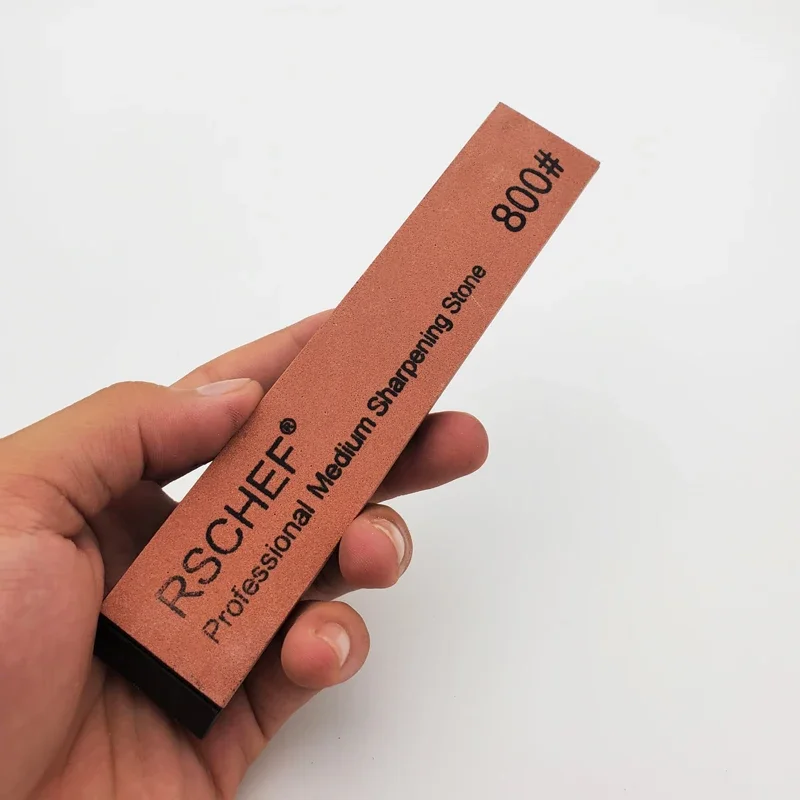 RSCHEF®
Professional Medium Sharpening Stone
800#